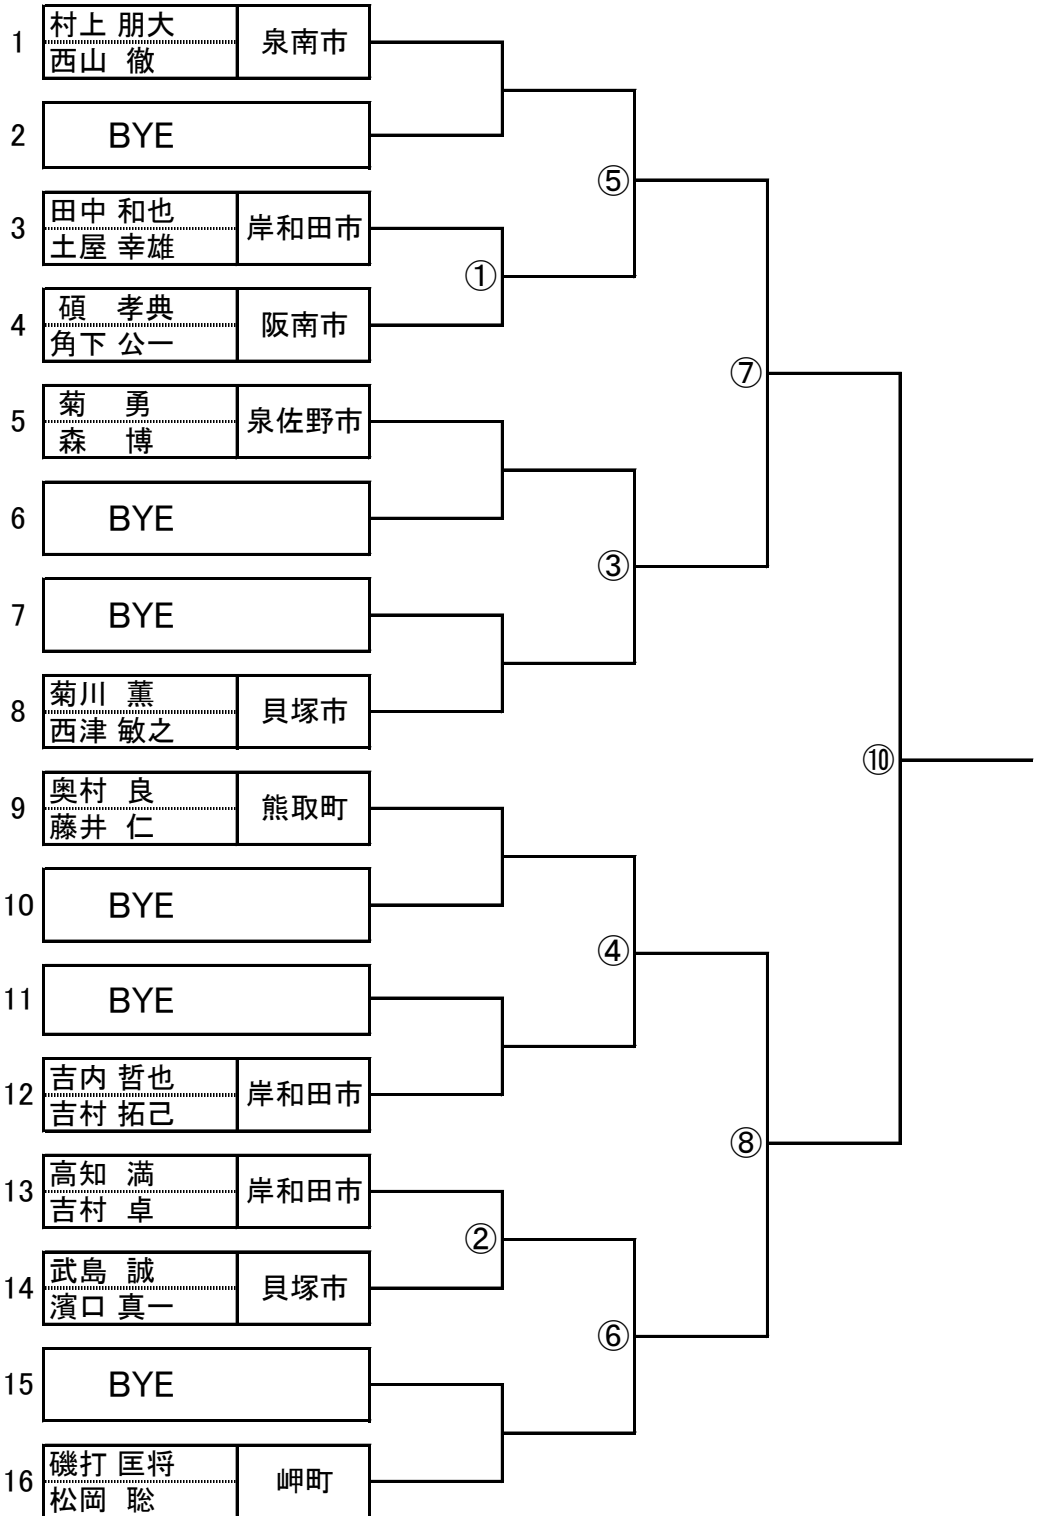 1 村上 朋大 泉南市
西山 徹
2 BYE
⑤
3 田中 和也 岸和田市
土屋 幸雄
①
4 碩 孝典 阪南市
角下 公一
⑦
5 菊 勇 泉佐野市
森 博
6 BYE
③
7 BYE
8 菊川 薫 貝塚市
西津 敏之
⑩
9 奥村 良 熊取町
藤井 仁
10 BYE
④
11 BYE
12 吉内 哲也 岸和田市
吉村 拓己
⑧
13 高知 満 岸和田市
吉村 卓
②
14 武島 誠 貝塚市
濱口 真一
⑥
15 BYE
16 磯打 匡将 岬町
松岡 聡